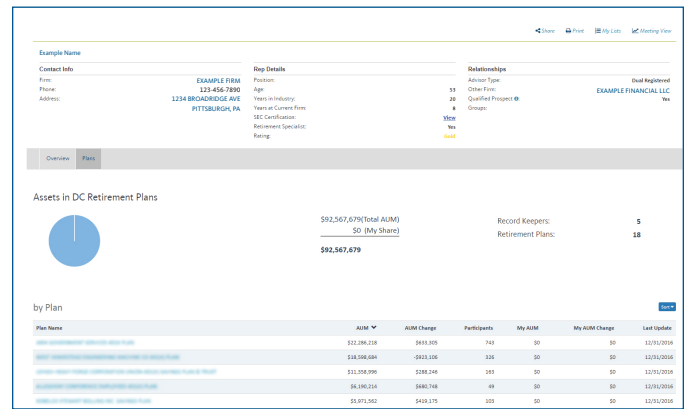 Share Print My Lists Meeting View
Example Name
Contact Info
Firm: EXAMPLE FIRM
Phone: 123-456-7890
Address: 1234 BROADRIDGE AVE
PITTSBURGH, PA
Rep Details
Position:
Age: 53
Years in Industry: 20
Years at Current Firm: 8
SEC Certification: View
Retirement Specialist: Yes
Rating: Gold
Relationships
Advisor Type: Dual Registered
Other Firm: EXAMPLE FINANCIAL LLC
Qualified Prospect Yes
Groups:
Overview Plans
Assets in DC Retirement Plans
$92,567,679(Total AUM)
$0 (My Share)
$92,567,679
Record Keepers: 5
Retirement Plans: 18
by Plan
Sort
Plan Name AUM AUM Change Participants My AUM My AUM Change Last Update
$22,286,218 $633,305 743 $0 $0 12/31/2016
$18,598,684 -$923,106 326 $0 $0 12/31/2016
$11,358,996 $288,246 163 $0 $0 12/31/2016
$6,190,214 $680,748 49 $0 $0 12/31/2016
$5,971,562 $419,175 103 $0 $0 12/31/2016